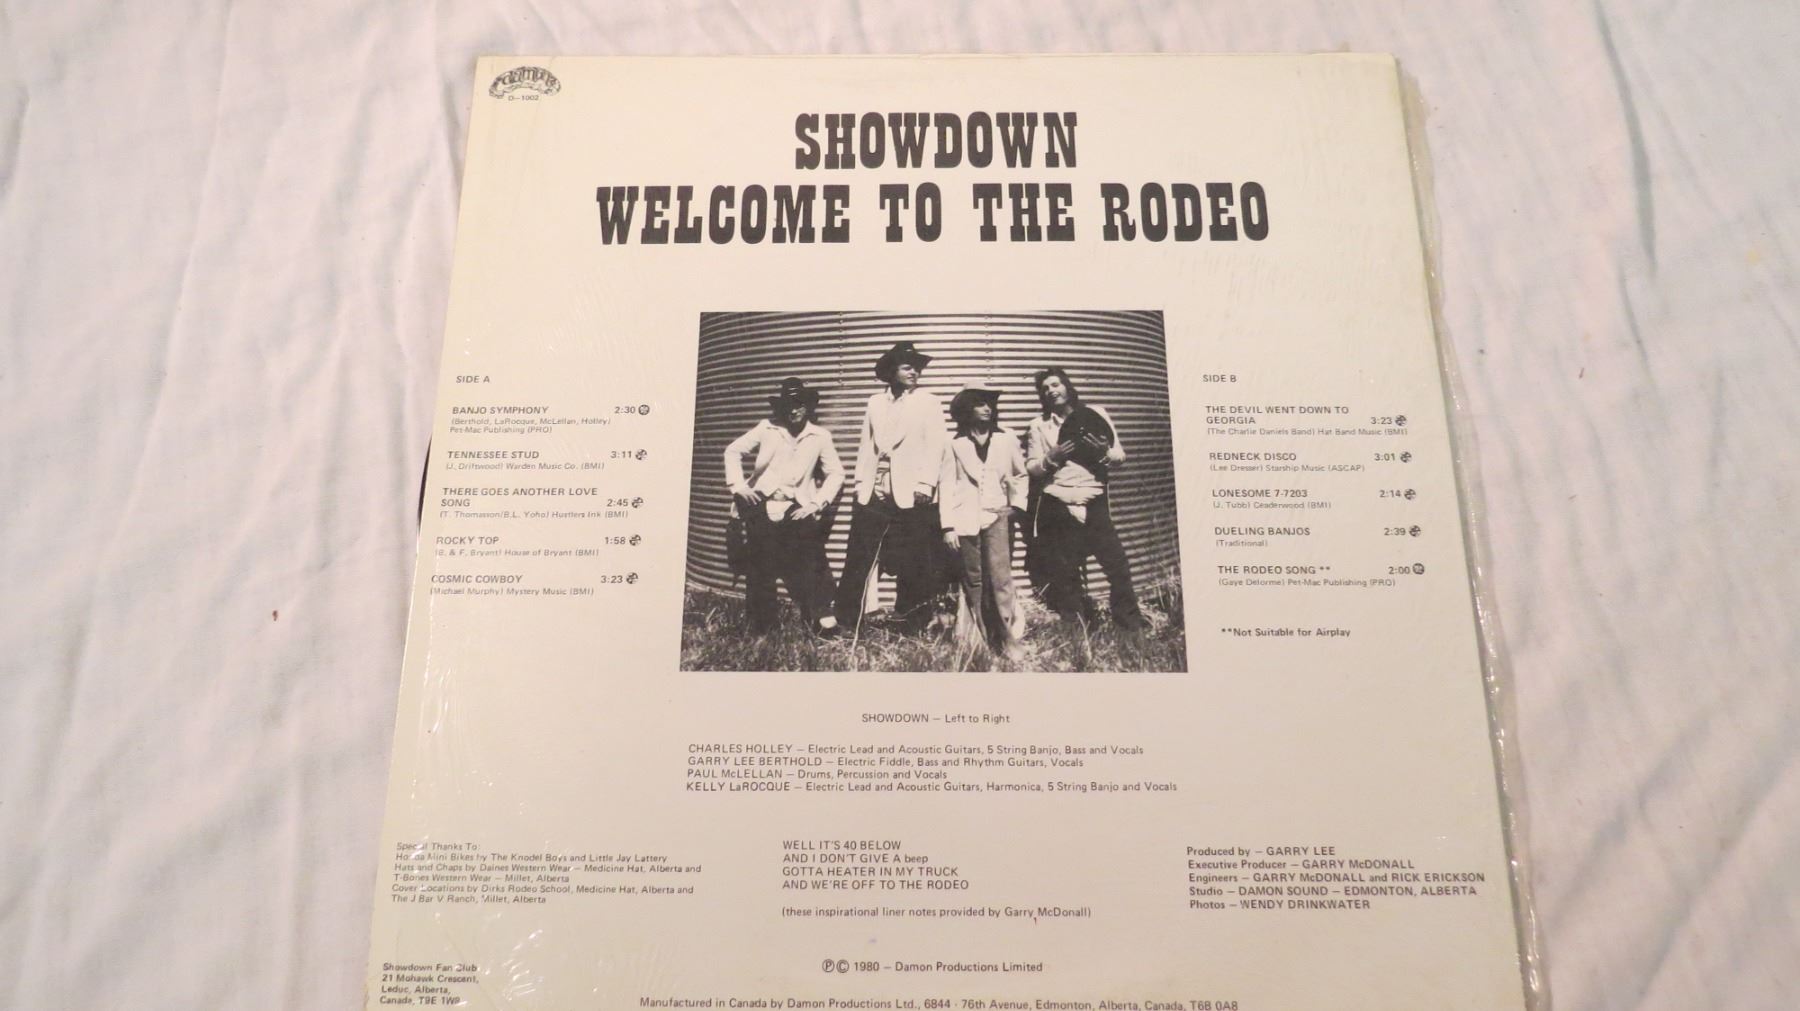 damon
D-1002
SHOWDOWN
WELCOME TO THE RODEO
SIDE A
BANJO SYMPHONY 2:30
(Berthold, LaRocque, McLellan, Holley)
Pet-Mac Publishing (PRO)
TENNESSEE STUD 3:11
(J. Driftwood) Warden Music Co. (BMI)
THERE GOES ANOTHER LOVE
SONG 2:45
(T. Thomasson/B.L. Yoho) Hustlers Ink (BMI)
ROCKY TOP 1:58
(B. & F. Bryant) House of Bryant (BMI)
COSMIC COWBOY 3:23
(Michael Murphy) Mystery Music (BMI)
SIDE B
THE DEVIL WENT DOWN TO
GEORGIA 3:23
(The Charlie Daniels Band) Hat Band Music (BMI)
REDNECK DISCO 3:01
(Lee Dresser) Starship Music (ASCAP)
LONESOME 7-7203 2:14
(J. Tubb) Ceaderwood (BMI)
DUELING BANJOS 2:39
(Traditional)
THE RODEO SONG ** 2:00
(Gaye Delorme) Pet-Mac Publishing (PRO)
**Not Suitable for Airplay
SHOWDOWN — Left to Right
CHARLES HOLLEY — Electric Lead and Acoustic Guitars, 5 String Banjo, Bass and Vocals
GARRY LEE BERTHOLD — Electric Fiddle, Bass and Rhythm Guitars, Vocals
PAUL McLELLAN — Drums, Percussion and Vocals
KELLY LaROCQUE — Electric Lead and Acoustic Guitars, Harmonica, 5 String Banjo and Vocals
Special Thanks To:
Honda Mini Bikes by The Knodel Boys and Little Jay Lattery
Hats and Chaps by Daines Western Wear — Medicine Hat, Alberta and
T-Bones Western Wear — Millet, Alberta
Cover Locations by Dirks Rodeo School, Medicine Hat, Alberta and
The J Bar V Ranch, Millet, Alberta
WELL IT'S 40 BELOW
AND I DON'T GIVE A beep
GOTTA HEATER IN MY TRUCK
AND WE'RE OFF TO THE RODEO
(these inspirational liner notes provided by Garry McDonall)
Produced by — GARRY LEE
Executive Producer — GARRY McDONALL
Engineers — GARRY McDONALL and RICK ERICKSON
Studio — DAMON SOUND — EDMONTON, ALBERTA
Photos — WENDY DRINKWATER
Showdown Fan Club
21 Mohawk Crescent,
Leduc, Alberta,
Canada, T9E 1W9
℗© 1980 — Damon Productions Limited
Manufactured in Canada by Damon Productions Ltd., 6844 - 76th Avenue, Edmonton, Alberta, Canada, T6B 0A8